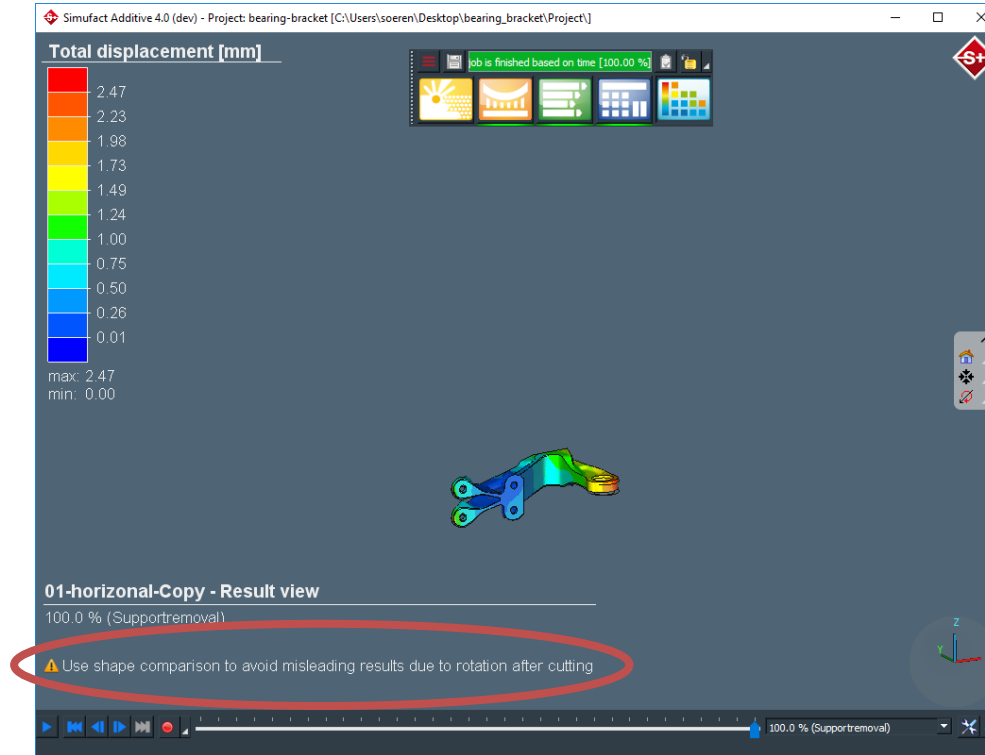 Simufact Additive 4.0 (dev) - Project: bearing-bracket [C:\Users\soeren\Desktop\bearing_bracket\Project\]
Total displacement [mm]
job is finished based on time [100.00 %]
S+
2.47
2.23
1.98
1.73
1.49
1.24
1.00
0.75
0.50
0.26
0.01
max: 2.47
min: 0.00
01-horizonal-Copy - Result view
100.0 % (Supportremoval)
Use shape comparison to avoid misleading results due to rotation after cutting
Z
Y
100.0 % (Supportremoval)